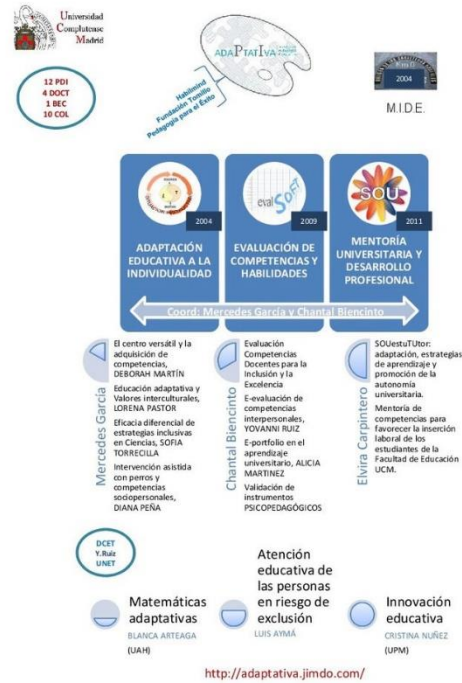 Universidad
Complutense
Madrid
ADAPTATIVA
Habilmind
Fundación Tomillo
Pedagogía para el Éxito
2004
M.I.D.E.
12 PDI
4 DOCT
1 BEC
10 COL
2004
ADAPTACIÓN
EDUCATIVA A LA
INDIVIDUALIDAD
eval SOFT
2009
EVALUACIÓN DE
COMPETENCIAS Y
HABILIDADES
SOU
2011
MENTORÍA
UNIVERSITARIA Y
DESARROLLO
PROFESIONAL
Coord: Mercedes García y Chantal Biencinto
Mercedes García
El centro versátil y la
adquisición de
competencias,
DEBORAH MARTÍN
Educación adaptativa y
Valores interculturales,
LORENA PASTOR
Eficacia diferencial de
estrategias inclusivas
en Ciencias, SOFIA
TORRECILLA
Intervención asistida
con perros y
competencias
sociopersonales,
DIANA PEÑA
Chantal Biencinto
Evaluación
Competencias
Docentes para la
Inclusión y la
Excelencia
E-evaluación de
competencias
interpersonales,
YOVANNI RUIZ
E-portfolio en el
aprendizaje
universitario, ALICIA
MARTINEZ
Validación de
instrumentos
PSICOPEDAGÓGICOS
Elvira Carpintero
SOUestuTUtor:
adaptación, estrategias
de aprendizaje y
promoción de la
autonomía
universitaria.
Mentoría de
competencias para
favorecer la inserción
laboral de los
estudiantes de la
Facultad de Educación
UCM.
DCET
Y. Ruiz
UNET
Matemáticas
adaptativas
BLANCA ARTEAGA
(UAH)
Atención
educativa de
las personas
en riesgo de
exclusión
LUIS AYMÁ
Innovación
educativa
CRISTINA NUÑEZ
(UPM)
http://adaptativa.jimdo.com/